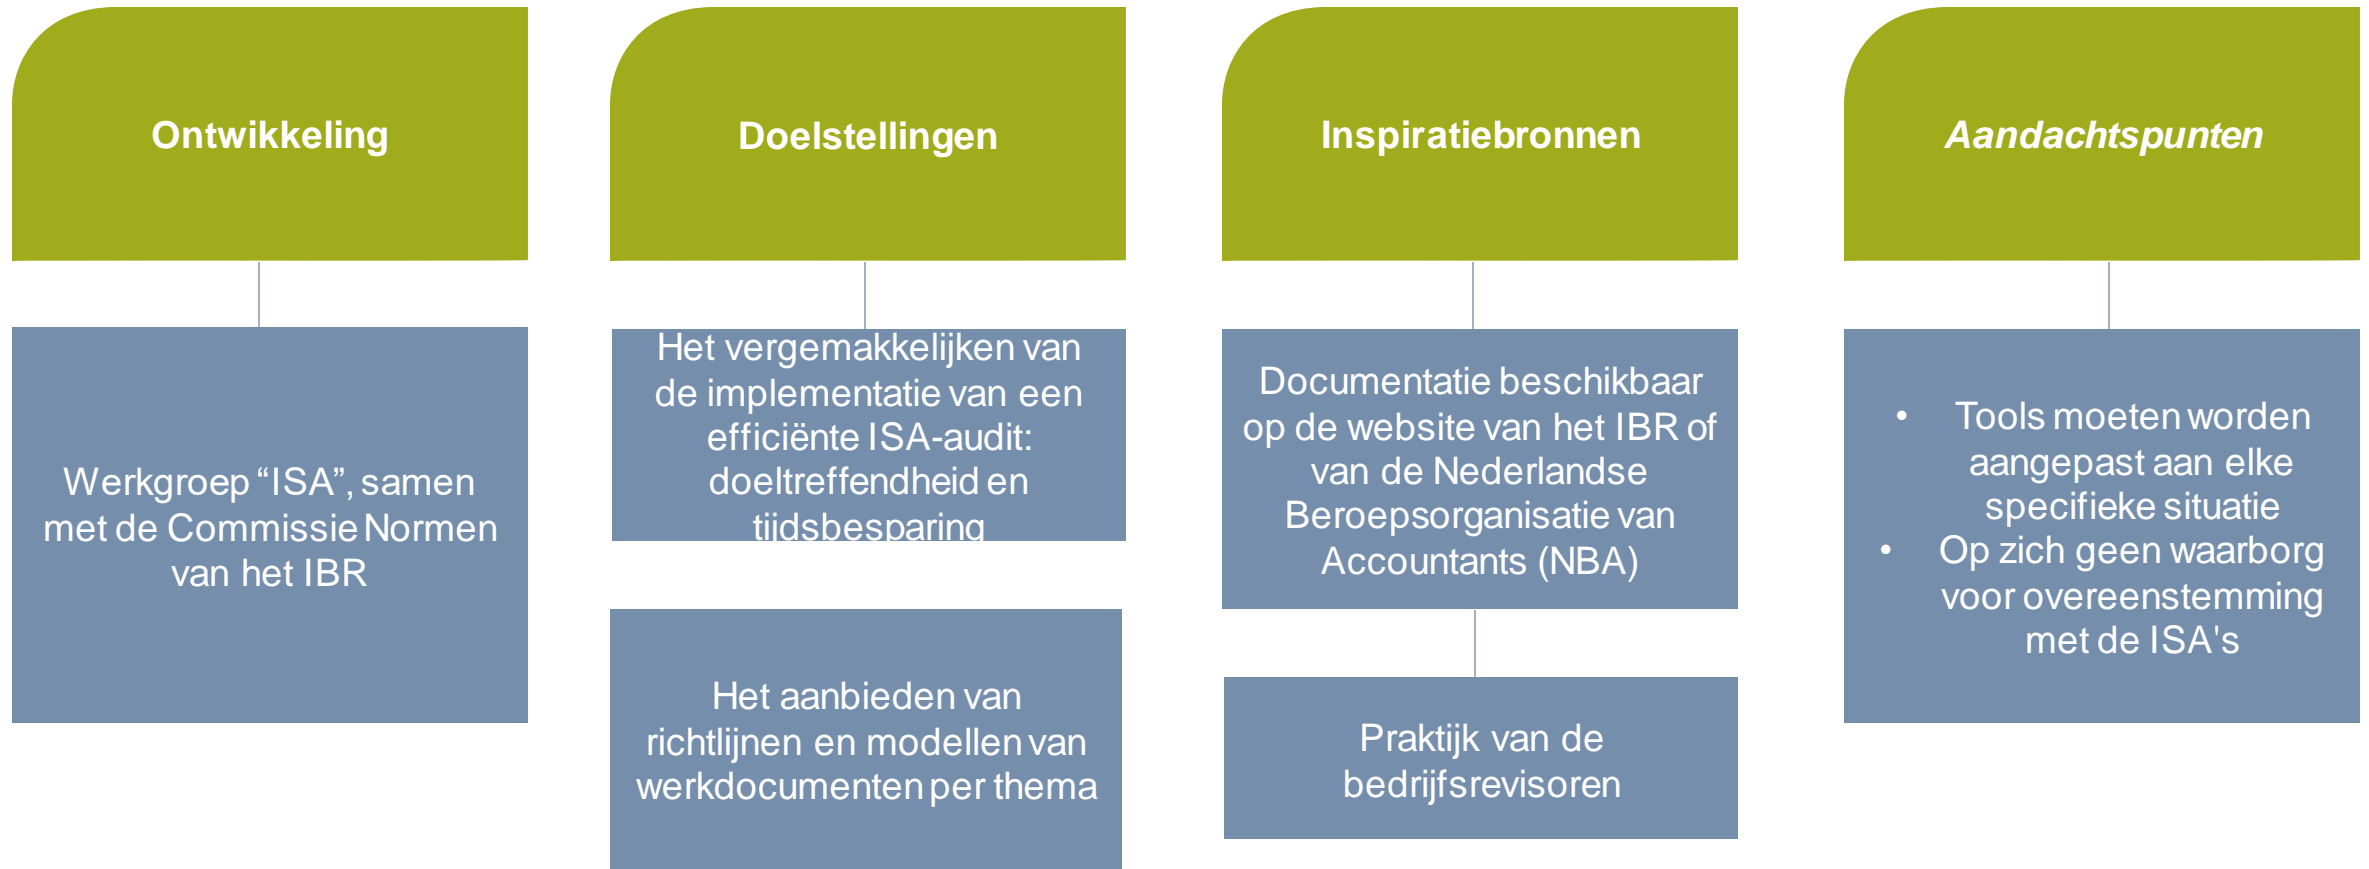 Ontwikkeling
Werkgroep “ISA”, samen
met de Commissie Normen
van het IBR
Doelstellingen
Het vergemakkelijken van
de implementatie van een
efficiënte ISA-audit:
doeltreffendheid en
tijdsbesparing
Het aanbieden van
richtlijnen en modellen van
werkdocumenten per thema
Inspiratiebronnen
Documentatie beschikbaar
op de website van het IBR of
van de Nederlandse
Beroepsorganisatie van
Accountants (NBA)
Praktijk van de
bedrijfsrevisoren
Aandachtspunten
• Tools moeten worden
aangepast aan elke
specifieke situatie
• Op zich geen waarborg
voor overeenstemming
met de ISA's